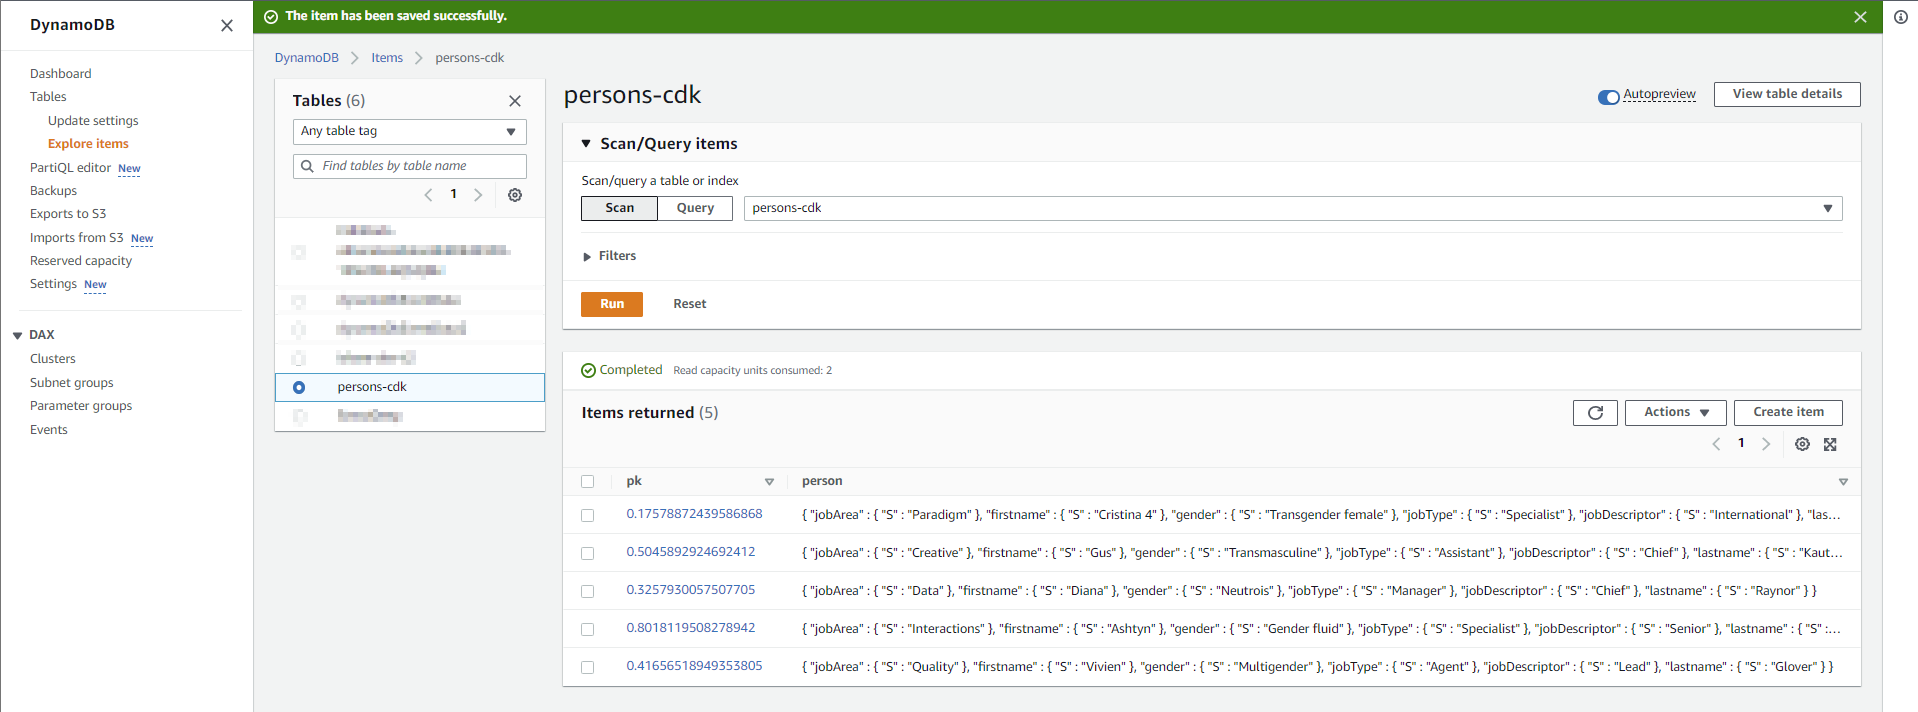 DynamoDB
The item has been saved successfully.
Dashboard
Tables
Update settings
Explore items
PartiQL editor New
Backups
Exports to S3
Imports from S3 New
Reserved capacity
Settings New
DAX
Clusters
Subnet groups
Parameter groups
Events
DynamoDB Items persons-cdk
Tables (6)
Any table tag
Find tables by table name
1
persons-cdk
persons-cdk
Autopreview
View table details
Scan/Query items
Scan/query a table or index
Scan Query persons-cdk
Filters
Run Reset
Completed Read capacity units consumed: 2
Items returned (5)
Actions Create item
1
pk person
0.17578872439586868 { "jobArea" : { "S" : "Paradigm" }, "firstname" : { "S" : "Cristina 4" }, "gender" : { "S" : "Transgender female" }, "jobType" : { "S" : "Specialist" }, "jobDescriptor" : { "S" : "International" }, "las...
0.5045892924692412 { "jobArea" : { "S" : "Creative" }, "firstname" : { "S" : "Gus" }, "gender" : { "S" : "Transmasculine" }, "jobType" : { "S" : "Assistant" }, "jobDescriptor" : { "S" : "Chief" }, "lastname" : { "S" : "Kaut...
0.3257930057507705 { "jobArea" : { "S" : "Data" }, "firstname" : { "S" : "Diana" }, "gender" : { "S" : "Neutrois" }, "jobType" : { "S" : "Manager" }, "jobDescriptor" : { "S" : "Chief" }, "lastname" : { "S" : "Raynor" } }
0.8018119508278942 { "jobArea" : { "S" : "Interactions" }, "firstname" : { "S" : "Ashtyn" }, "gender" : { "S" : "Gender fluid" }, "jobType" : { "S" : "Specialist" }, "jobDescriptor" : { "S" : "Senior" }, "lastname" : { "S" :...
0.41656518949353805 { "jobArea" : { "S" : "Quality" }, "firstname" : { "S" : "Vivien" }, "gender" : { "S" : "Multigender" }, "jobType" : { "S" : "Agent" }, "jobDescriptor" : { "S" : "Lead" }, "lastname" : { "S" : "Glover" } }